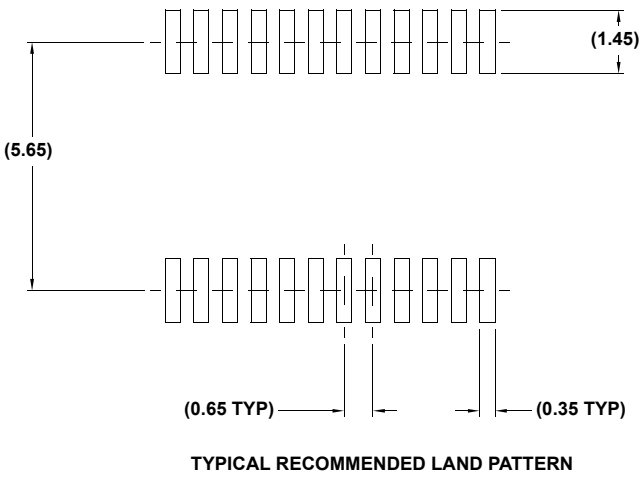 (1.45)
(5.65)
(0.65 TYP)
(0.35 TYP)
TYPICAL RECOMMENDED LAND PATTERN